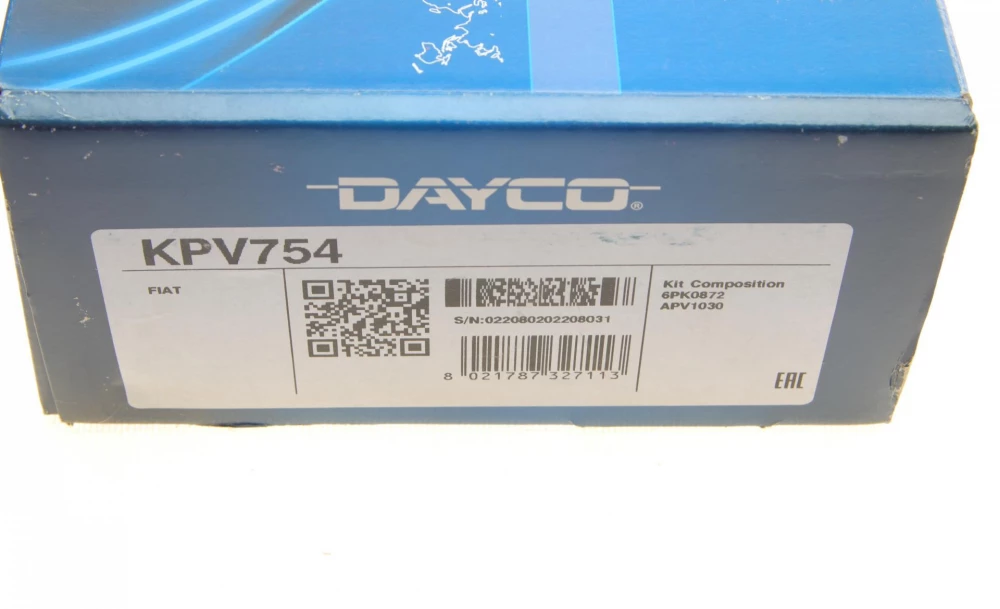 DAYCO®
KPV754
FIAT
S/N:022080202208031
8 021787 327113
Kit Composition
6PK0872
APV1030
EAC